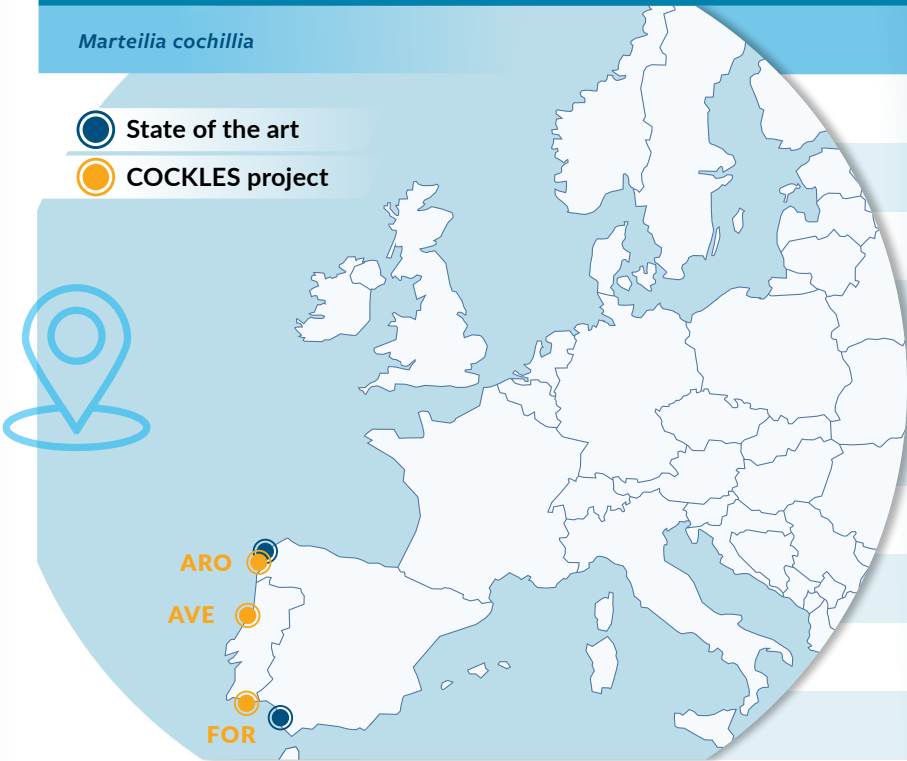 Marteilia cochillia
State of the art
COCKLES project
ARO
AVE
FOR